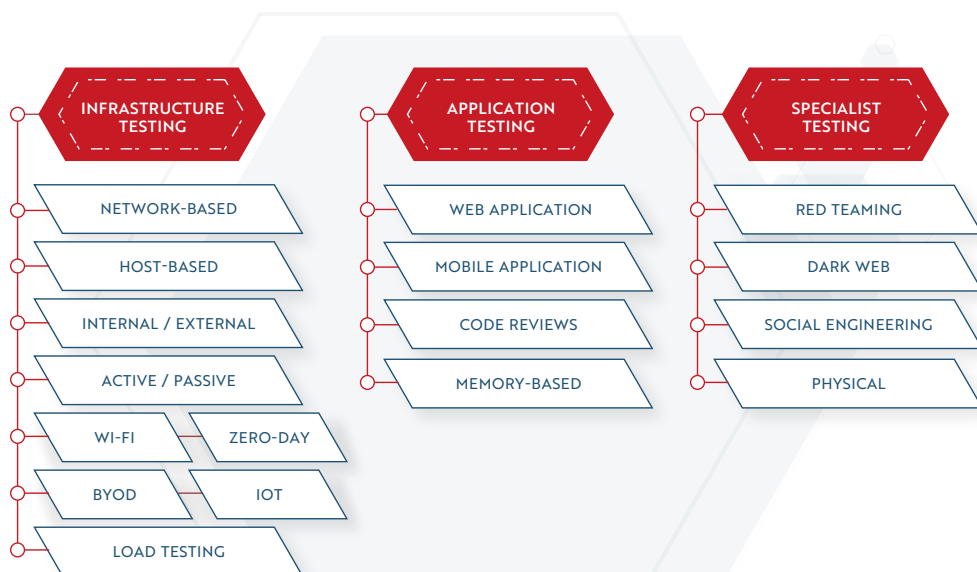 INFRASTRUCTURE
TESTING
NETWORK-BASED
HOST-BASED
INTERNAL / EXTERNAL
ACTIVE / PASSIVE
WI-FI
ZERO-DAY
BYOD
IOT
LOAD TESTING
APPLICATION
TESTING
WEB APPLICATION
MOBILE APPLICATION
CODE REVIEWS
MEMORY-BASED
SPECIALIST
TESTING
RED TEAMING
DARK WEB
SOCIAL ENGINEERING
PHYSICAL